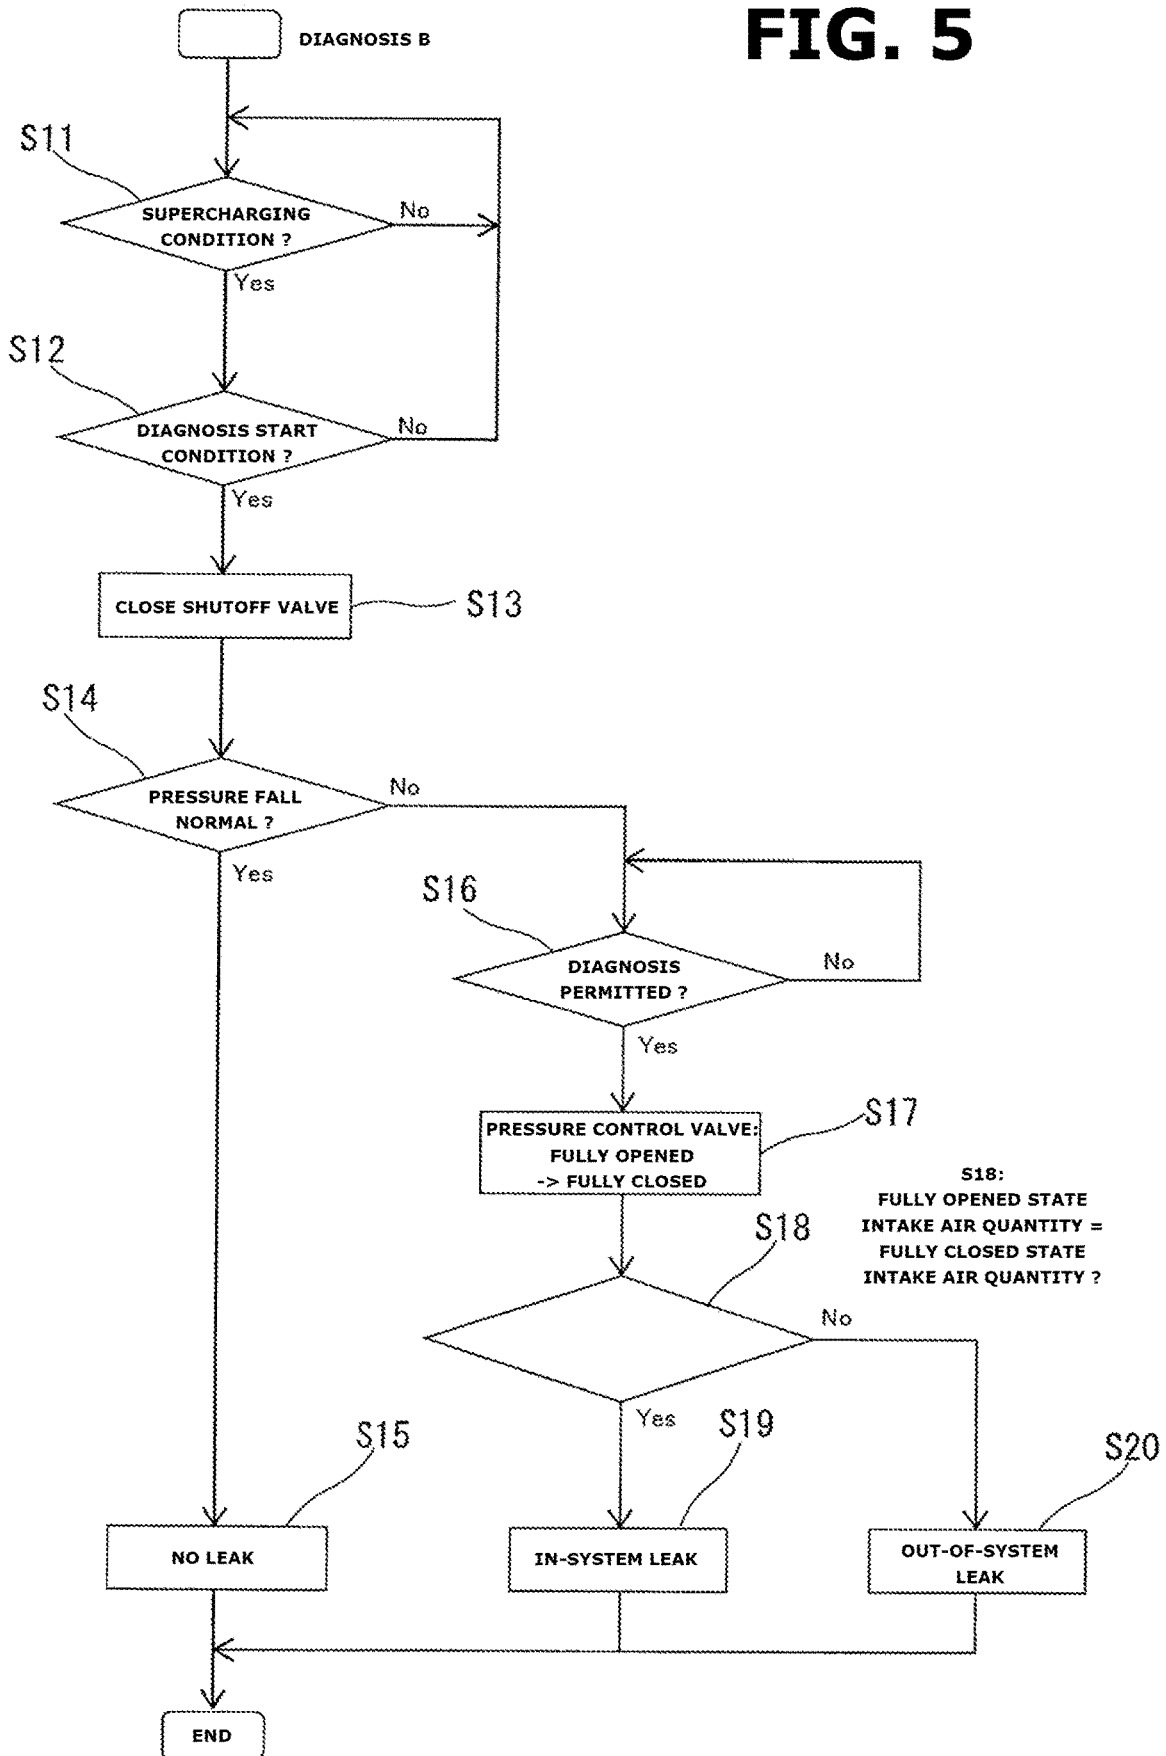 FIG. 5
DIAGNOSIS B
S11
SUPERCHARGING
CONDITION ?
No
Yes
S12
DIAGNOSIS START
CONDITION ?
No
Yes
CLOSE SHUTOFF VALVE
S13
S14
PRESSURE FALL
NORMAL ?
No
Yes
S16
DIAGNOSIS
PERMITTED ?
No
Yes
S17
PRESSURE CONTROL VALVE:
FULLY OPENED
-> FULLY CLOSED
S18
S18:
FULLY OPENED STATE
INTAKE AIR QUANTITY =
FULLY CLOSED STATE
INTAKE AIR QUANTITY ?
No
Yes
S15
S19
S20
NO LEAK
IN-SYSTEM LEAK
OUT-OF-SYSTEM
LEAK
END